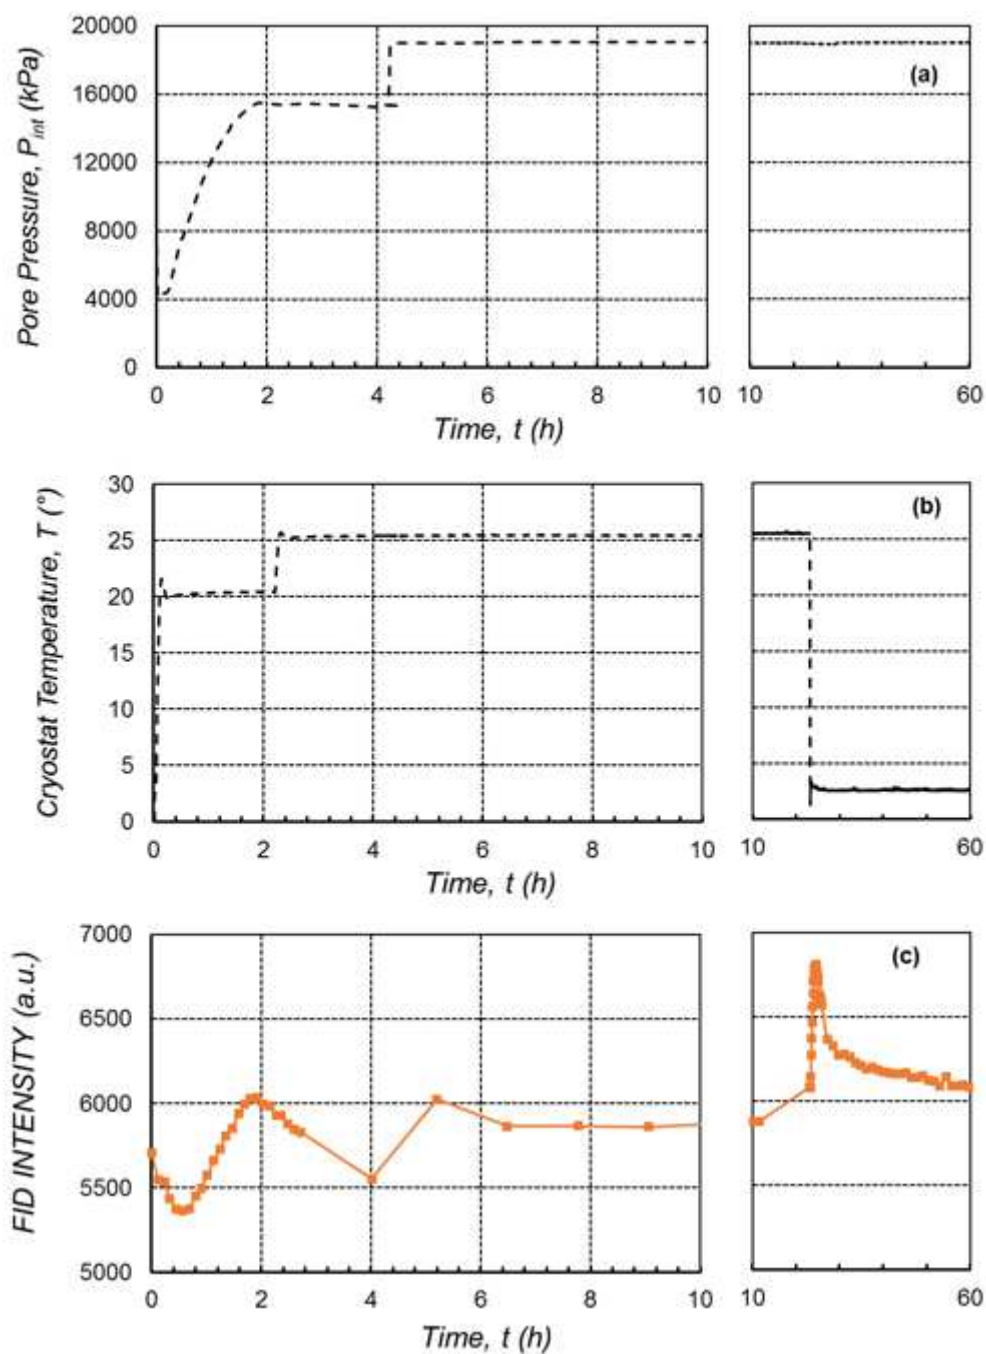 Pore Pressure, P_int (kPa)
20000
16000
12000
8000
4000
0
0 2 4 6 8 10
Time, t (h)
(a)
10 60
Cryostat Temperature, T (°)
30
25
20
15
10
5
0
0 2 4 6 8 10
Time, t (h)
(b)
10 60
FID INTENSITY (a.u.)
7000
6500
6000
5500
5000
0 2 4 6 8 10
Time, t (h)
(c)
10 60